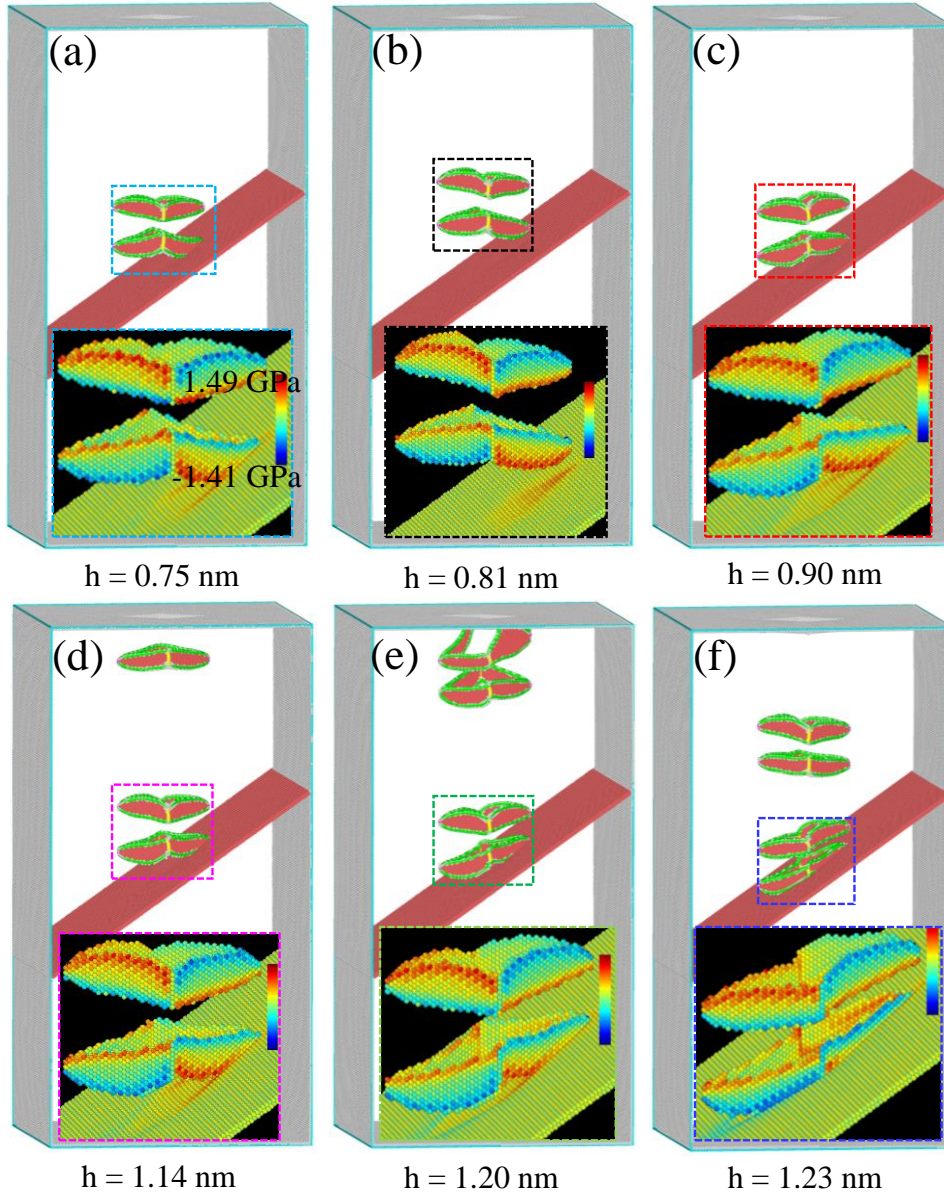 (a)
(b)
(c)
1.49 GPa
-1.41 GPa
h = 0.75 nm
h = 0.81 nm
h = 0.90 nm
(d)
(e)
(f)
h = 1.14 nm
h = 1.20 nm
h = 1.23 nm